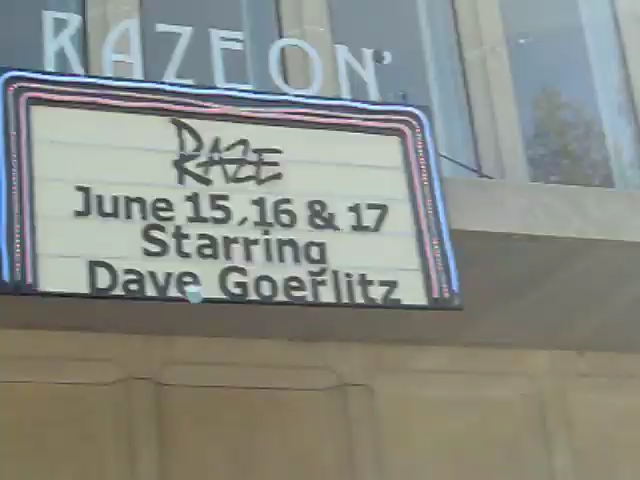 RAZEON'
RAZE
June 15, 16 & 17
Starring
Dave Goerlitz